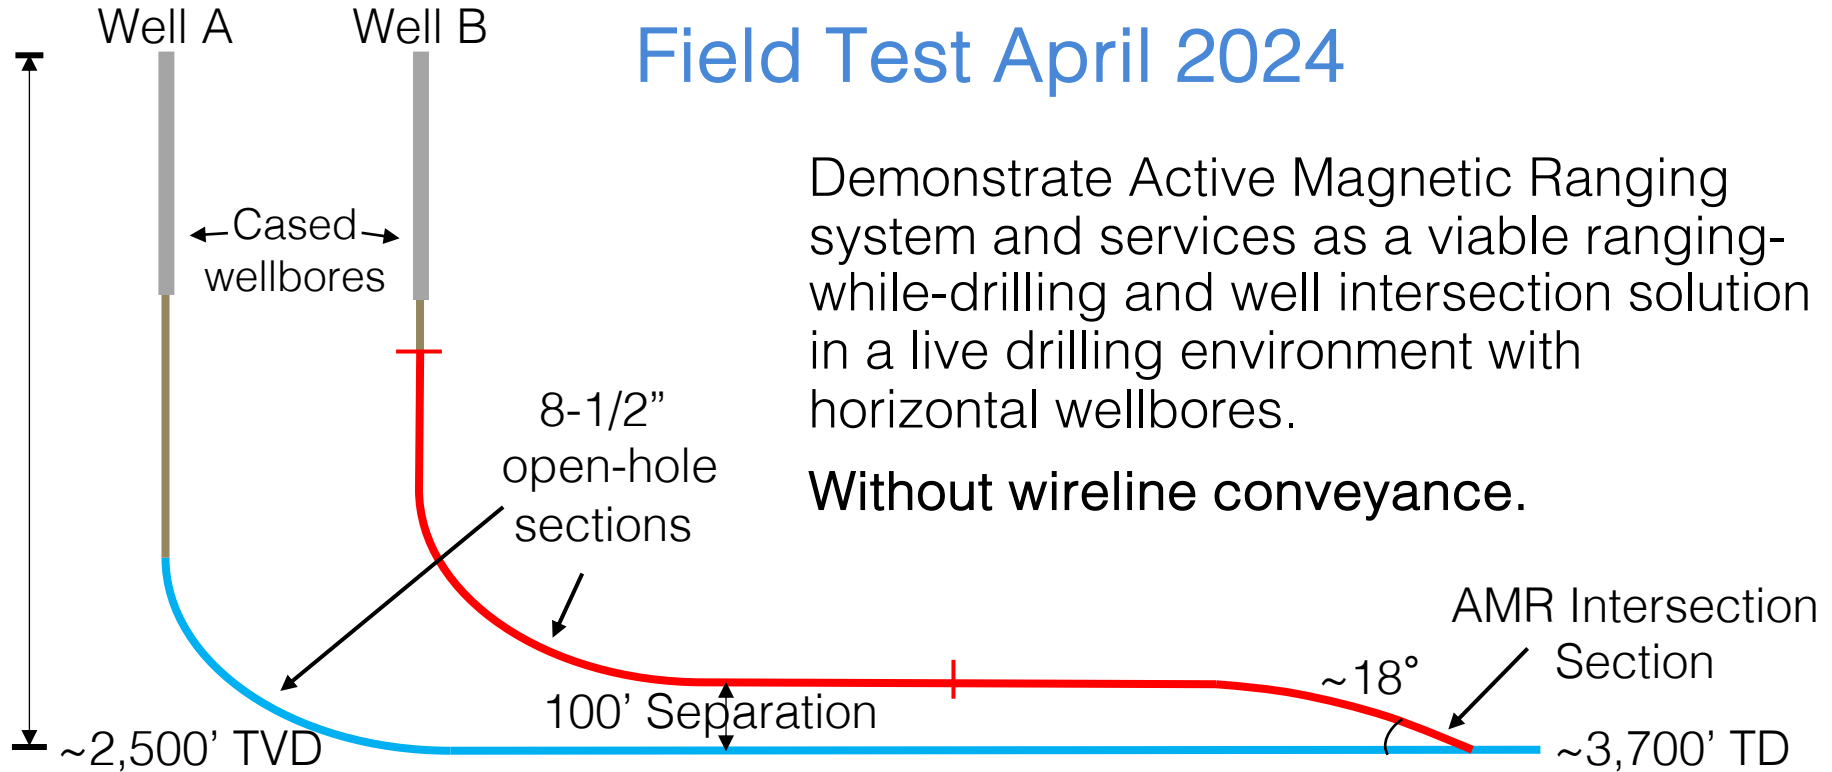 Well A
Well B
Field Test April 2024
Demonstrate Active Magnetic Ranging
system and services as a viable ranging-
while-drilling and well intersection solution
in a live drilling environment with
horizontal wellbores.
Without wireline conveyance.
Cased
wellbores
8-1/2”
open-hole
sections
AMR Intersection
Section
~18°
100’ Separation
~2,500’ TVD
~3,700’ TD